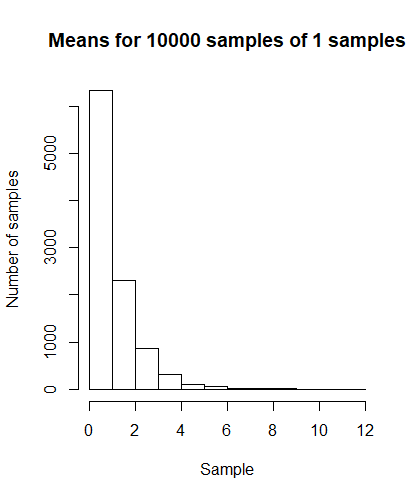 Means for 10000 samples of 1 samples
Number of samples
5000
3000
1000
0
0 2 4 6 8 10 12
Sample